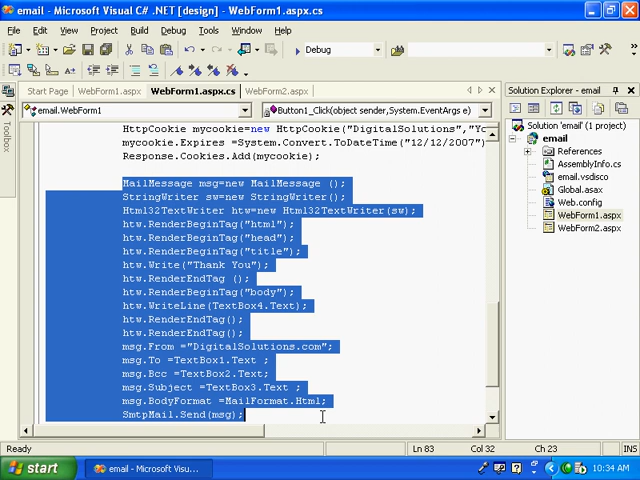 email - Microsoft Visual C# .NET [design] - WebForm1.aspx.cs
File Edit View Project Build Debug Tools Window Help
Debug
Start Page WebForm1.aspx WebForm1.aspx.cs WebForm2.aspx
email.WebForm1 Button1_Click(object sender,System.EventArgs e)
HttpCookie mycookie=new HttpCookie("DigitalSolutions","Yo
mycookie.Expires =System.Convert.ToDateTime("12/12/2007")
Response.Cookies.Add(mycookie);
MailMessage msg=new MailMessage ();
StringWriter sw=new StringWriter();
Html32TextWriter htw=new Html32TextWriter(sw);
htw.RenderBeginTag("html");
htw.RenderBeginTag("head");
htw.RenderBeginTag("title");
htw.Write("Thank You");
htw.RenderEndTag ();
htw.RenderBeginTag("body");
htw.WriteLine(TextBox4.Text);
htw.RenderEndTag();
htw.RenderEndTag();
msg.From ="DigitalSolutions.com";
msg.To =TextBox1.Text ;
msg.Bcc =TextBox2.Text;
msg.Subject =TextBox3.Text ;
msg.BodyFormat =MailFormat.Html;
SmtpMail.Send(msg);
Toolbox
Solution Explorer - email
Solution 'email' (1 project)
email
References
AssemblyInfo.cs
email.vsdisco
Global.asax
Web.config
WebForm1.aspx
WebForm2.aspx
Ready Ln 83 Col 32 Ch 23 INS
start email - Microsoft Visu... 10:34 AM